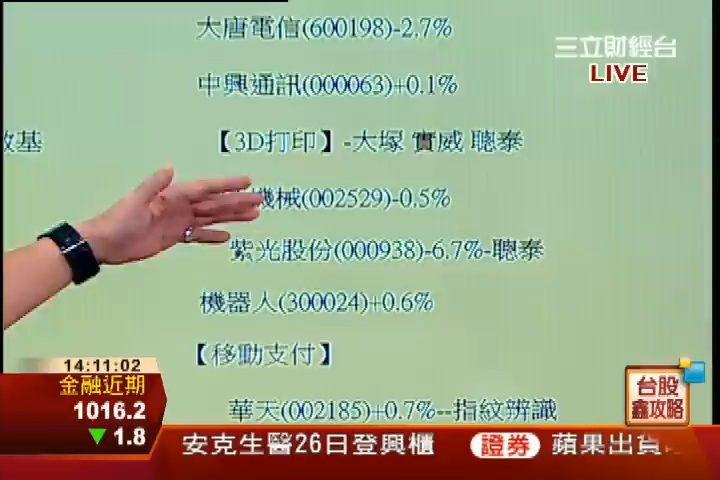 大唐電信(600198)-2.7%
三立財經台
LIVE
中興通訊(000063)+0.1%
基
【3D打印】-大塚 實威 聰泰
機械(002529)-0.5%
紫光股份(000938)-6.7%-聰泰
機器人(300024)+0.6%
【移動支付】
華天(002185)+0.7%--指紋辨識
14:11:02
金融近期
1016.2
▼1.8
台股
鑫攻略
安克生醫26日登興櫃 證券 蘋果出貨